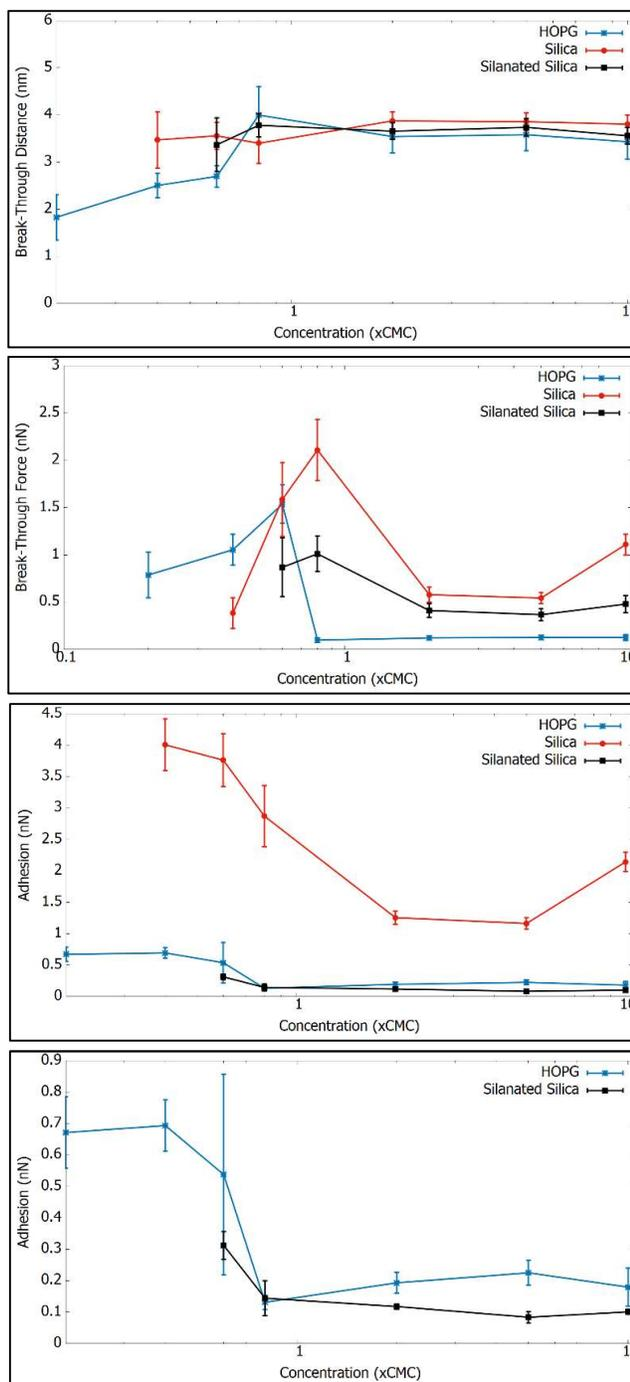 6
5
4
3
2
1
0
Break-Through Distance (nm)
HOPG
Silica
Silanated Silica
1
1
Concentration (xCMC)
3
2.5
2
1.5
1
0.5
0
Break-Through Force (nN)
HOPG
Silica
Silanated Silica
0.1
1
10
Concentration (xCMC)
4.5
4
3.5
3
2.5
2
1.5
1
0.5
0
Adhesion (nN)
HOPG
Silica
Silanated Silica
1
10
Concentration (xCMC)
0.9
0.8
0.7
0.6
0.5
0.4
0.3
0.2
0.1
0
Adhesion (nN)
HOPG
Silanated Silica
1
1
Concentration (xCMC)